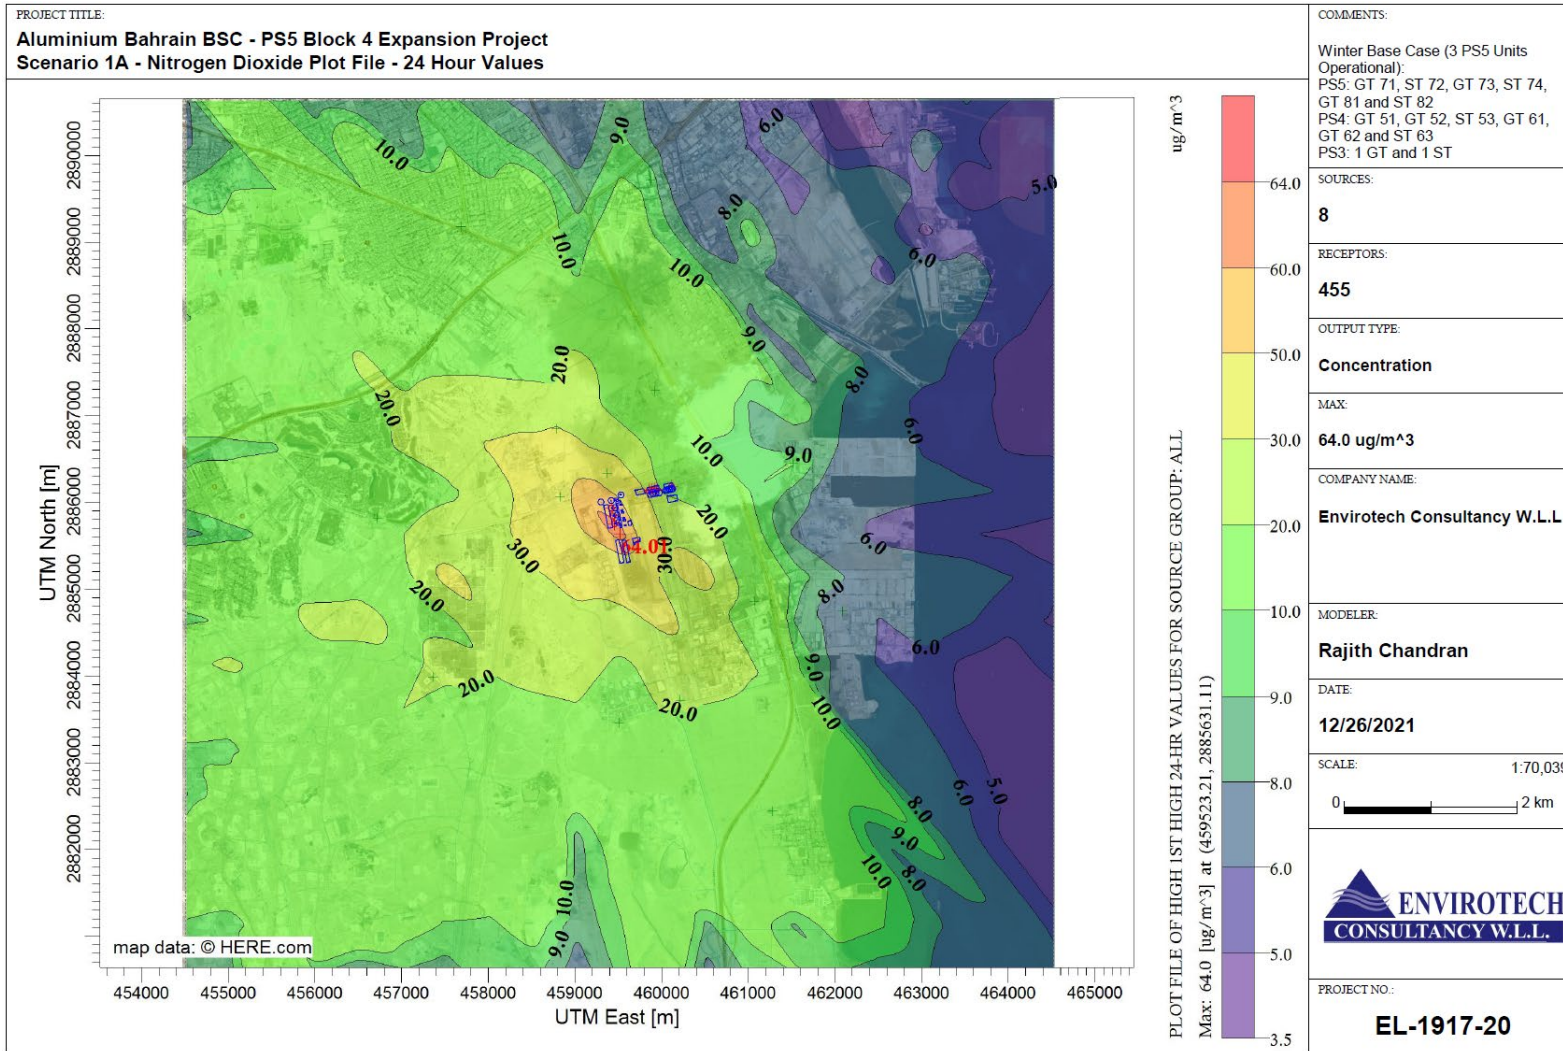 PROJECT TITLE:
Aluminium Bahrain BSC - PS5 Block 4 Expansion Project
Scenario 1A - Nitrogen Dioxide Plot File - 24 Hour Values
COMMENTS:
Winter Base Case (3 PS5 Units
Operational):
PS5: GT 71, ST 72, GT 73, ST 74,
GT 81 and ST 82
PS4: GT 51, GT 52, ST 53, GT 61,
GT 62 and ST 63
PS3: 1 GT and 1 ST
SOURCES:
8
RECEPTORS:
455
OUTPUT TYPE:
Concentration
MAX:
64.0 ug/m^3
COMPANY NAME:
Envirotech Consultancy W.L.L
MODELER:
Rajith Chandran
DATE:
12/26/2021
SCALE:
1:70,039
0
2 km
ENVIROTECH
CONSULTANCY W.L.L.
PROJECT NO.:
EL-1917-20
UTM North [m]
2890000
2889000
2888000
2887000
2886000
2885000
2884000
2883000
2882000
10.0
9.0
6.0
5.0
8.0
10.0
10.0
6.0
9.0
20.0
8.0
20.0
6.0
10.0
9.0
20.0
30.0
64.01
30.0
6.0
20.0
8.0
6.0
9.0
20.0
20.0
10.0
5.0
6.0
8.0
9.0
10.0
8.0
10.0
9.0
map data: © HERE.com
454000 455000 456000 457000 458000 459000 460000 461000 462000 463000 464000 465000
UTM East [m]
ug/m^3
PLOT FILE OF HIGH 1ST HIGH 24-HR VALUES FOR SOURCE GROUP: ALL
Max: 64.0 [ug/m^3] at (459523.21, 2885631.11)
64.0
60.0
50.0
30.0
20.0
10.0
9.0
8.0
6.0
5.0
3.5